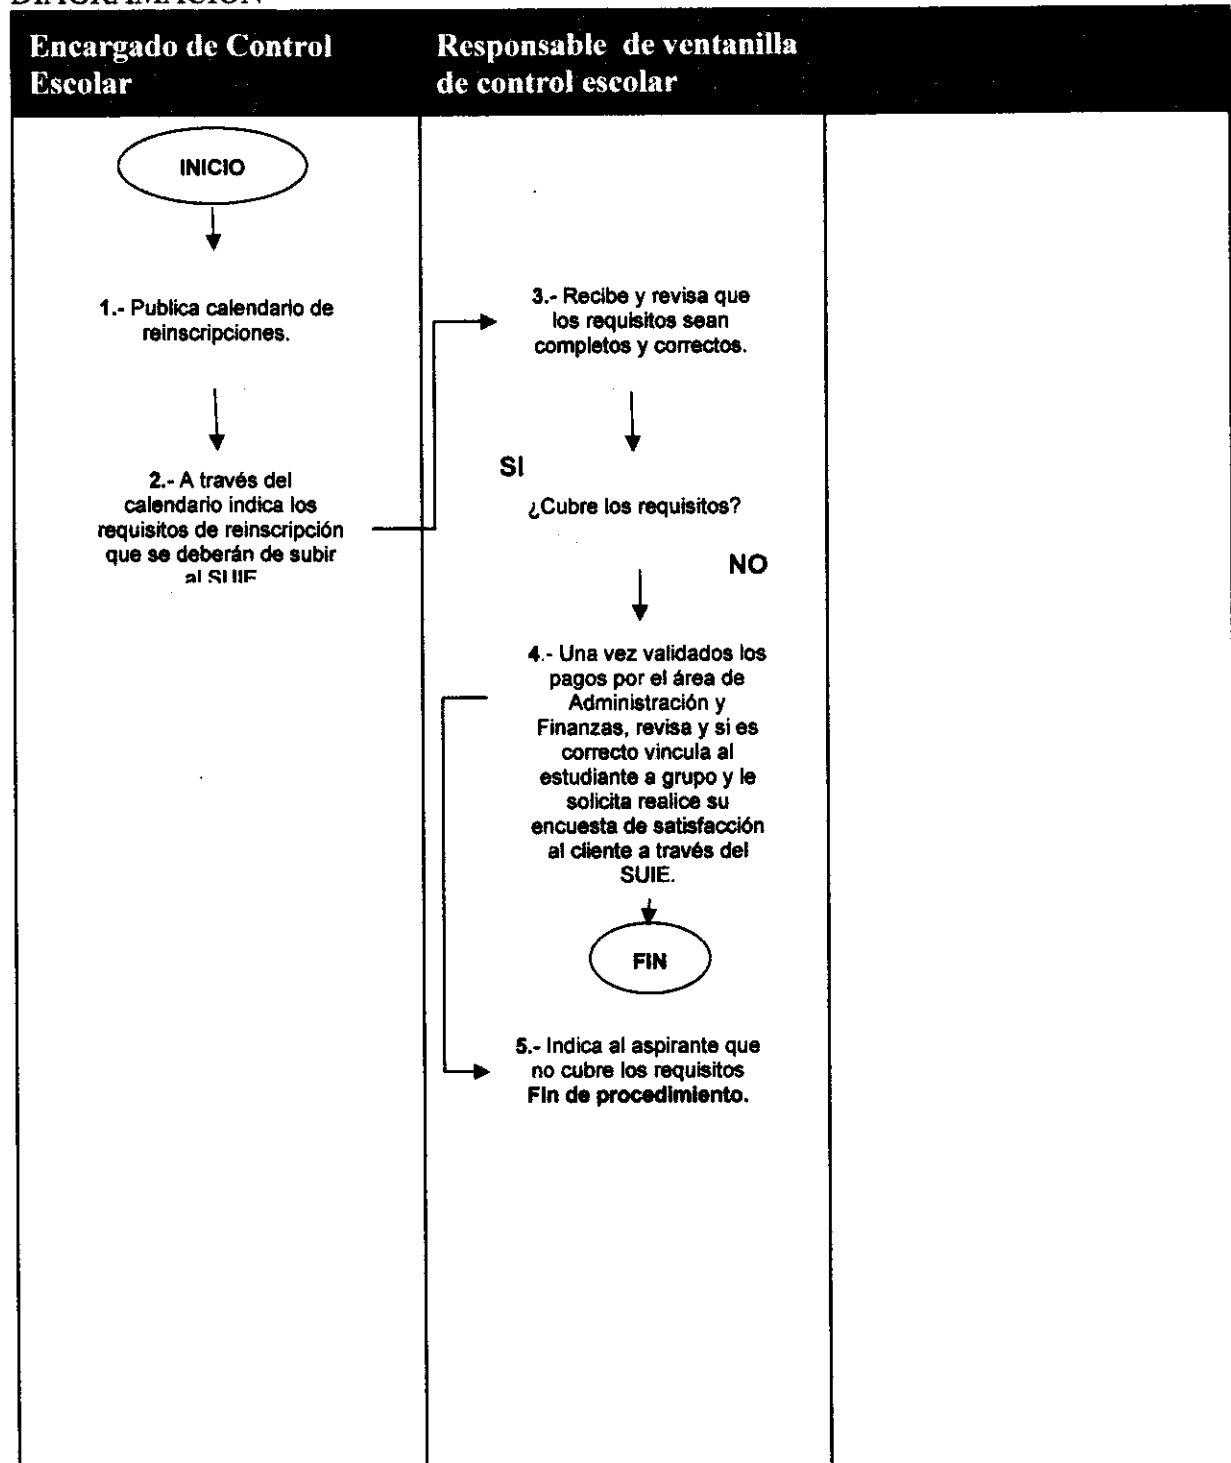 DIAGRAMACIÓN
Encargado de Control
Escolar
Responsable de ventanilla
de control escolar
INICIO
1.- Publica calendario de
reinscripciones.
2.- A través del
calendario indica los
requisitos de reinscripción
que se deberán de subir
al SUIE
3.- Recibe y revisa que
los requisitos sean
completos y correctos.
SI
¿Cubre los requisitos?
NO
4.- Una vez validados los
pagos por el área de
Administración y
Finanzas, revisa y si es
correcto vincula al
estudiante a grupo y le
solicita realice su
encuesta de satisfacción
al cliente a través del
SUIE.
FIN
5.- Indica al aspirante que
no cubre los requisitos
Fin de procedimiento.